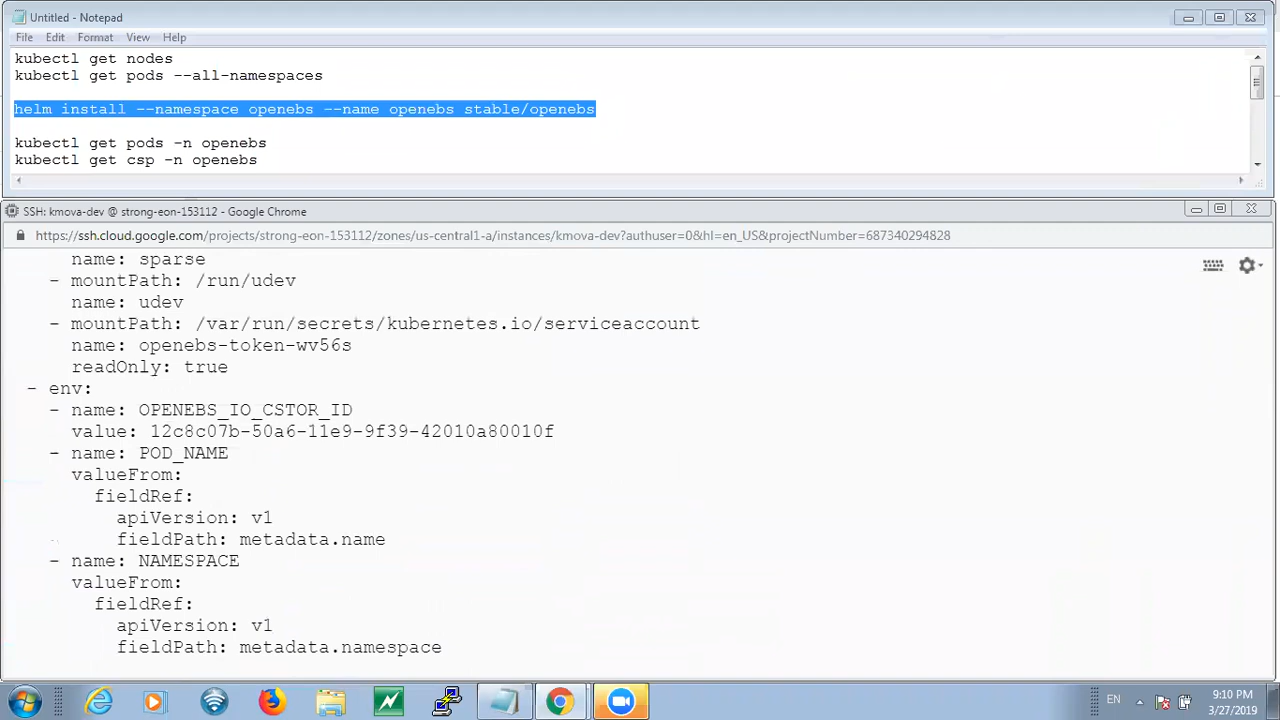 Untitled - Notepad
File Edit Format View Help
kubectl get nodes
kubectl get pods --all-namespaces
helm install --namespace openebs --name openebs stable/openebs
kubectl get pods -n openebs
kubectl get csp -n openebs
SSH: kmova-dev @ strong-eon-153112 - Google Chrome
https://ssh.cloud.google.com/projects/strong-eon-153112/zones/us-central1-a/instances/kmova-dev?authuser=0&hl=en_US&projectNumber=687340294828
name: sparse
- mountPath: /run/udev
name: udev
- mountPath: /var/run/secrets/kubernetes.io/serviceaccount
name: openebs-token-wv56s
readOnly: true
- env:
- name: OPENEBS_IO_CSTOR_ID
value: 12c8c07b-50a6-11e9-9f39-42010a80010f
- name: POD_NAME
valueFrom:
fieldRef:
apiVersion: v1
fieldPath: metadata.name
- name: NAMESPACE
valueFrom:
fieldRef:
apiVersion: v1
fieldPath: metadata.namespace
EN
9:10 PM
3/27/2019